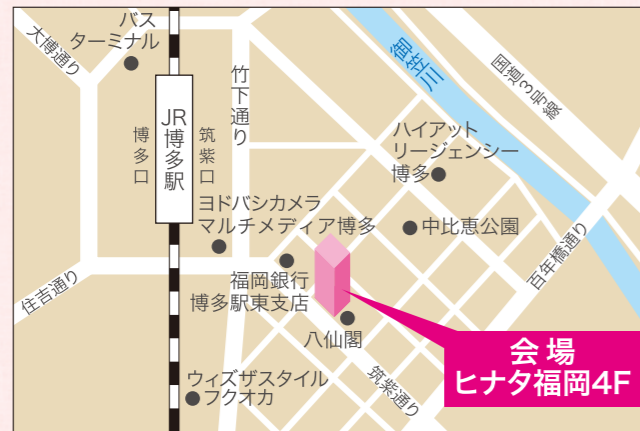 バス
ターミナル
大博通り
竹下通り
御笠川
国道3号線
JR博多駅
博多口
筑紫口
ハイアット
リージェンシー
博多
ヨドバシカメラ
マルチメディア博多
中比恵公園
百年橋通り
住吉通り
福岡銀行
博多駅東支店
八仙閣
会場
ヒナタ福岡4F
ウィズザスタイル
フクオカ
筑紫通り